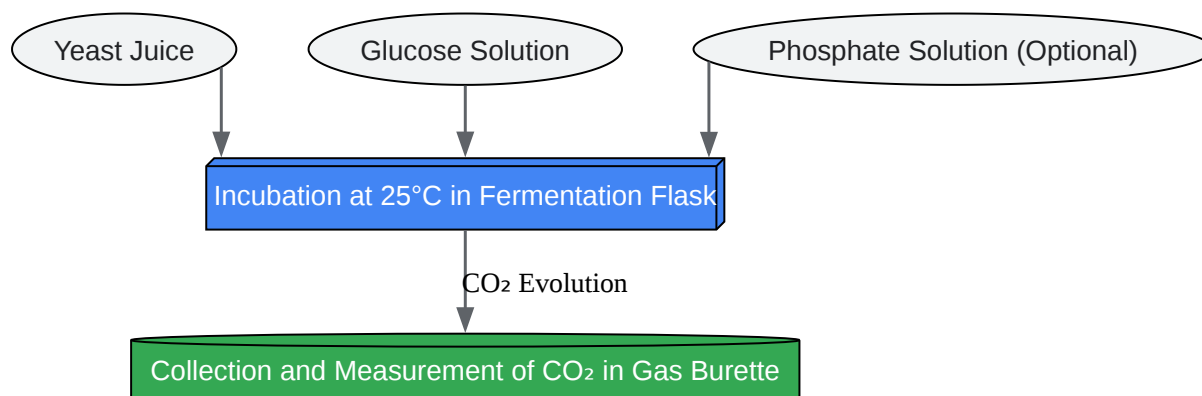 Yeast Juice
Glucose Solution
Phosphate Solution (Optional)
Incubation at 25°C in Fermentation Flask
CO₂ Evolution
Collection and Measurement of CO₂ in Gas Burette